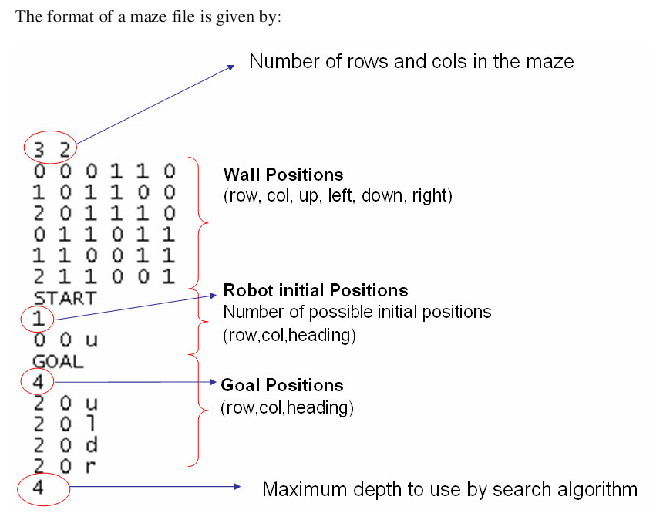 The format of a maze file is given by:
Number of rows and cols in the maze
3 2
0 0 0 1 1 0
1 0 1 1 0 0
2 0 1 1 1 0
0 1 1 0 1 1
1 1 0 0 1 1
2 1 1 0 0 1
Wall Positions
(row, col, up, left, down, right)
START
1
0 0 u
Robot initial Positions
Number of possible initial positions
(row,col,heading)
GOAL
4
2 0 u
2 0 l
2 0 d
2 0 r
Goal Positions
(row,col,heading)
4
Maximum depth to use by search algorithm